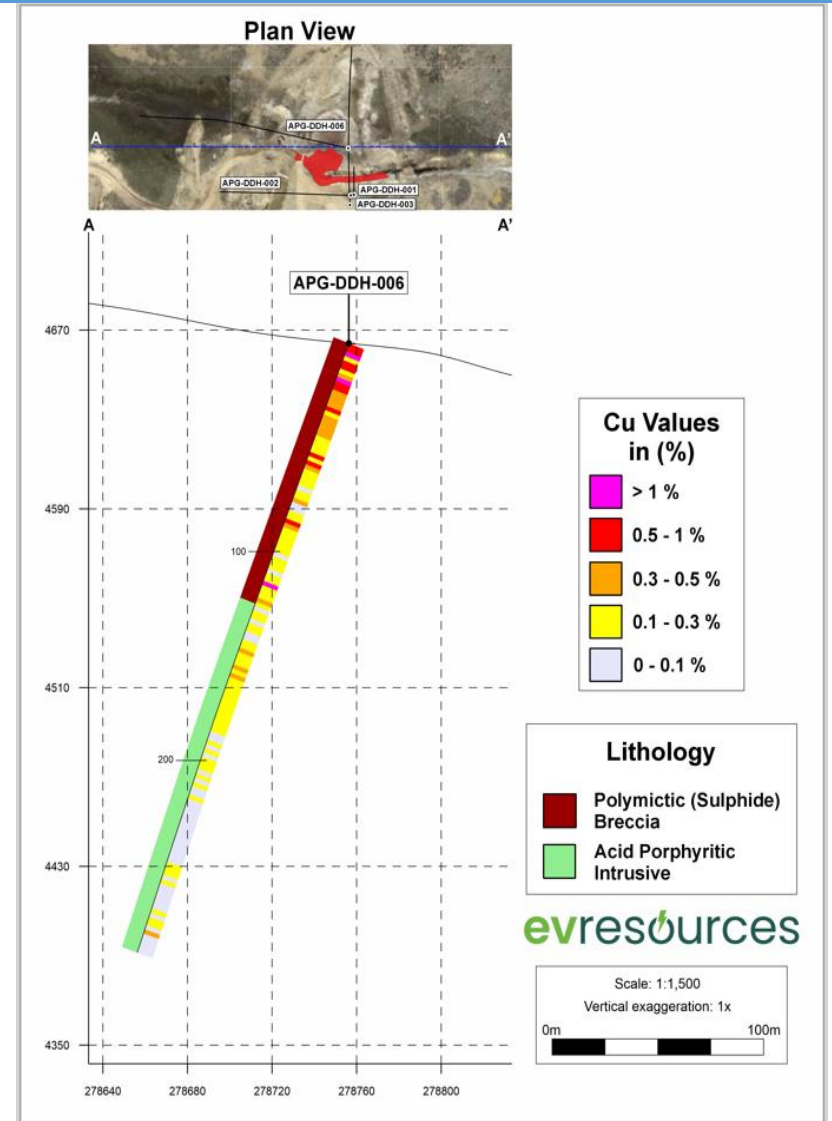 Plan View
APG-DDH-006
A
A'
APG-DDH-002
APG-DDH-001
APG-DDH-003
A
A'
APG-DDH-006
4670
4590
100
4510
200
4430
4350
278640
278680
278720
278760
278800
Cu Values
in (%)
> 1 %
0.5 - 1 %
0.3 - 0.5 %
0.1 - 0.3 %
0 - 0.1 %
Lithology
Polymictic (Sulphide)
Breccia
Acid Porphyritic
Intrusive
evresources
Scale: 1:1,500
Vertical exaggeration: 1x
0m
100m